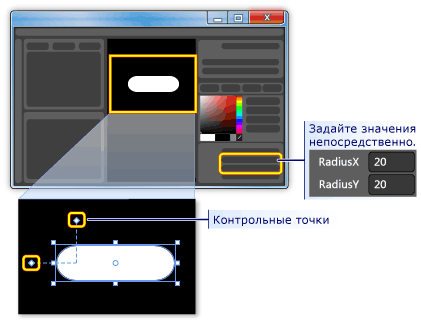 Задайте значения
непосредственно.
RadiusX 20
RadiusY 20
Контрольные точки